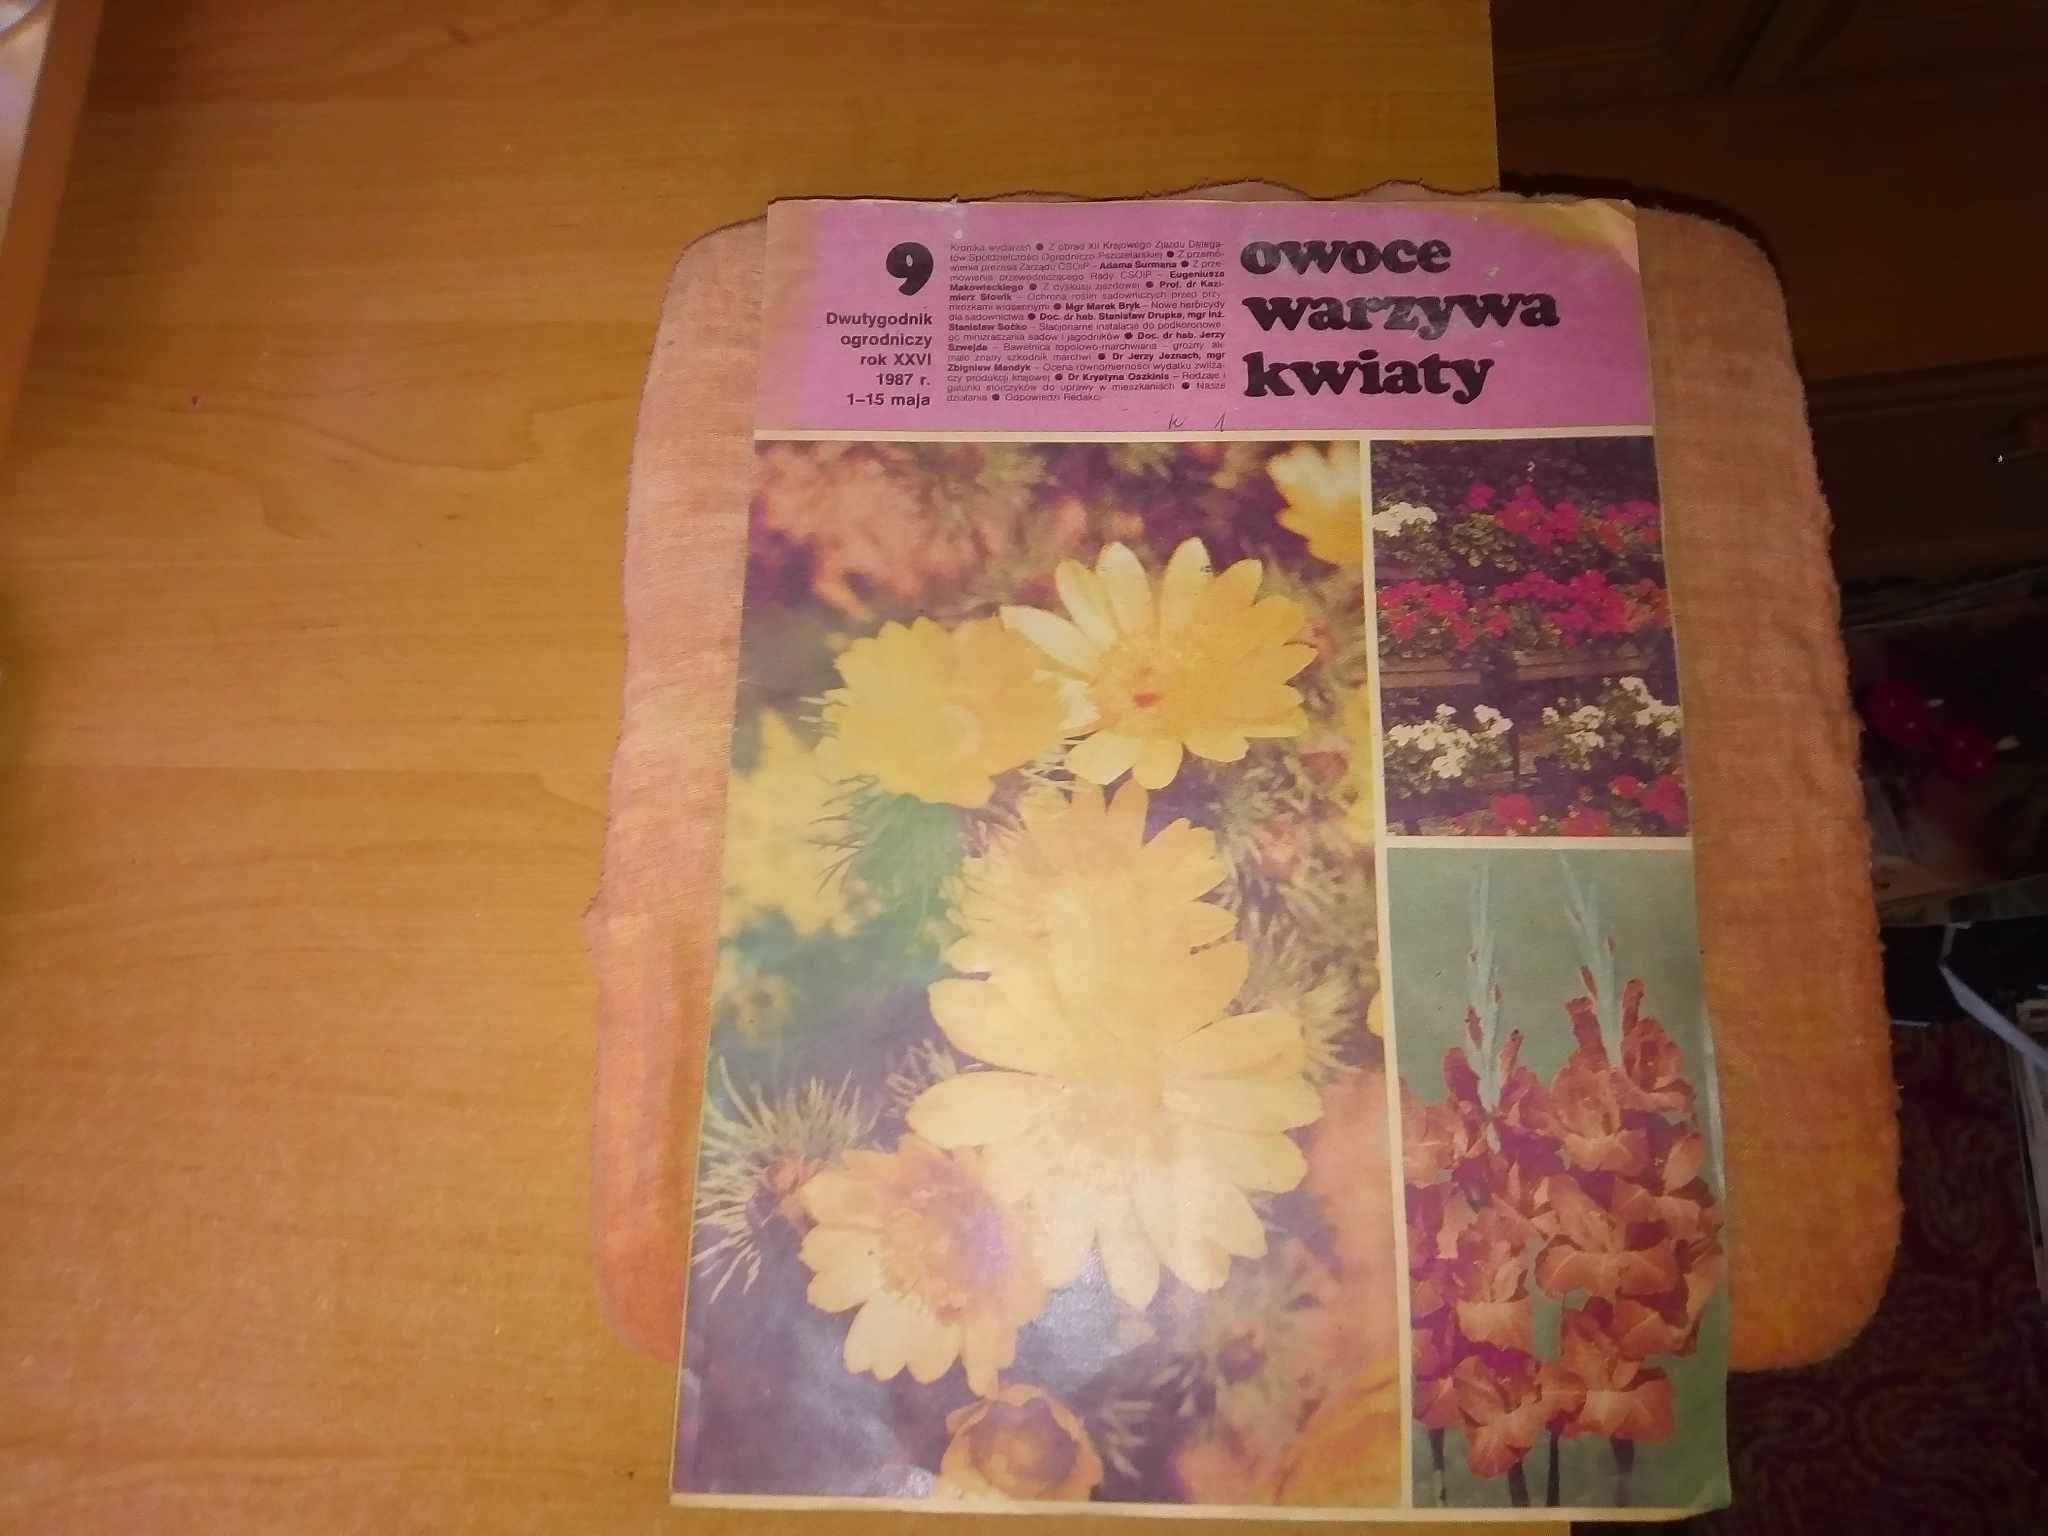 9
Dwutygodnik
ogrodniczy
rok XXVI
1987 r.
1–15 maja
Kronika wydarzeń ● Z obrad XII Krajowego Zjazdu Delega-
tów Spółdzielczości Ogrodniczo Pszczelarskiej ● Z przemó-
wienia prezesa Zarządu CSOiP – Adama Surmana ● Z prze-
mówienia przewodniczącego Rady CSOiP – Eugeniusza
Makowieckiego ● Z dyskusji zjazdowej ● Prof. dr Kazi-
mierz Słowik – Ochrona roślin sadowniczych przed przy-
mrozkami wiosennymi ● Mgr Marek Bryk – Nowe herbicydy
dla sadownictwa ● Doc. dr hab. Stanisław Drupka, mgr inż.
Stanisław Soćko – Stacjonarne instalacje do podkoronowe-
go minizraszania sadów i jagodników ● Doc. dr hab. Jerzy
Szwejda – Bawełnica topolowo-marchwiana – groźny ale
mało znany szkodnik marchwi ● Dr Jerzy Jeznach, mgr
Zbigniew Mendyk – Ocena równomierności wydatku zwilża-
czy produkcji krajowej ● Dr Krystyna Oszkinis – Rodzaje i
gatunki storczyków do uprawy w mieszkaniach ● Nasze
działania ● Odpowiedzi Redakcji
owoce
warzywa
kwiaty